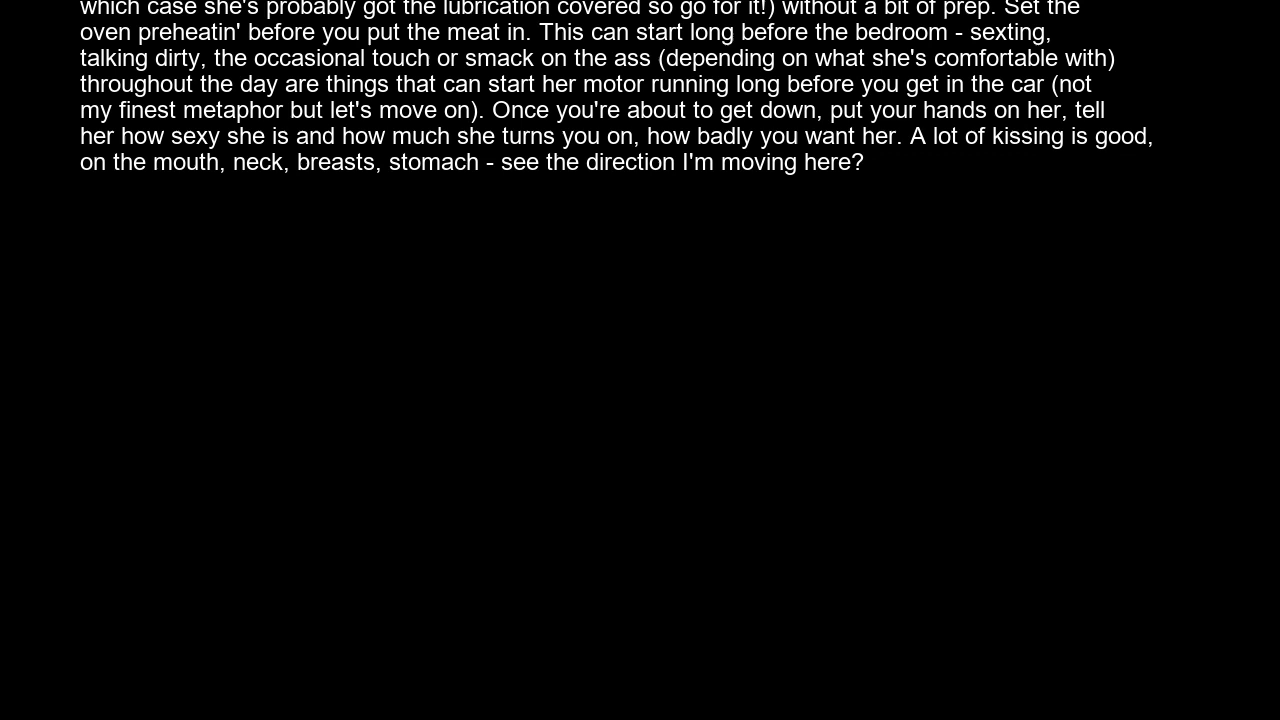 which case she's probably got the lubrication covered so go for it!) without a bit of prep. Set the
oven preheatin' before you put the meat in. This can start long before the bedroom - sexting,
talking dirty, the occasional touch or smack on the ass (depending on what she's comfortable with)
throughout the day are things that can start her motor running long before you get in the car (not
my finest metaphor but let's move on). Once you're about to get down, put your hands on her, tell
her how sexy she is and how much she turns you on, how badly you want her. A lot of kissing is good,
on the mouth, neck, breasts, stomach - see the direction I'm moving here?